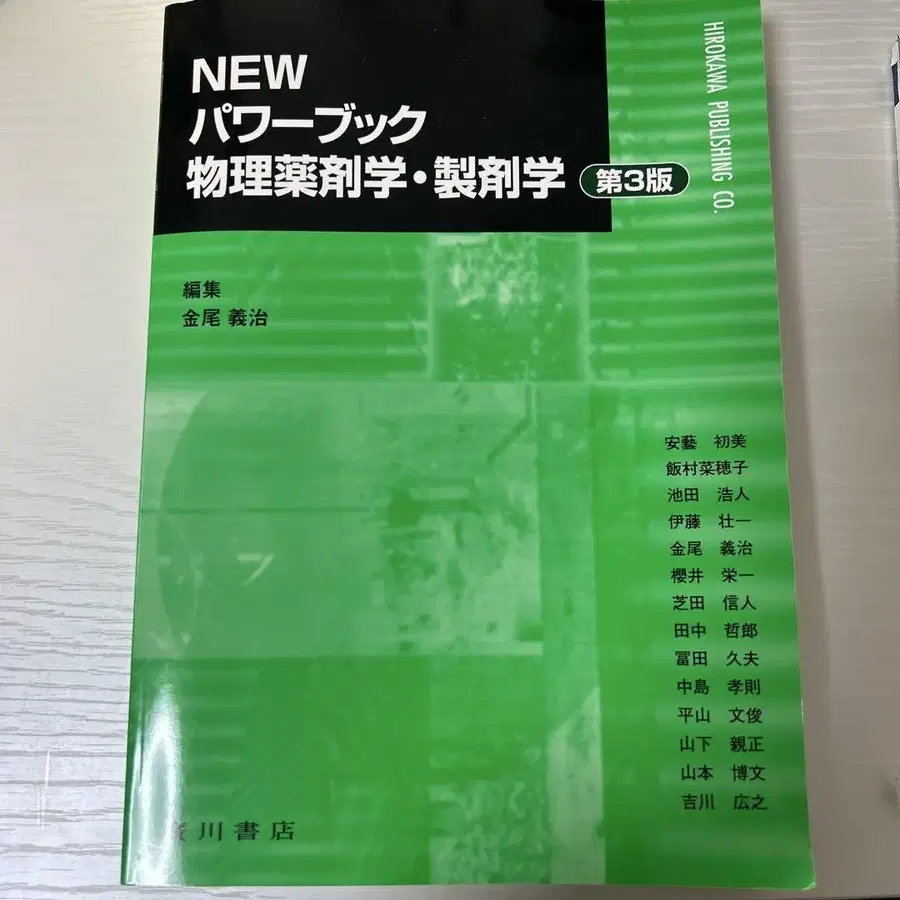 NEW
パワーブック
物理薬剤学・製剤学 第3版
HIROKAWA PUBLISHING CO.
編集
金尾 義治
安藝 初美
飯村菜穂子
池田 浩人
伊藤 壮一
金尾 義治
櫻井 栄一
芝田 信人
田中 哲郎
冨田 久夫
中島 孝則
平山 文俊
山下 親正
山本 博文
吉川 広之
廣川書店